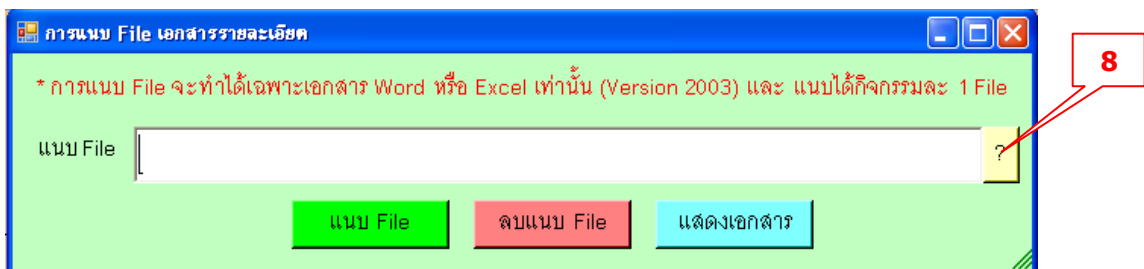 การแนบ File เอกสารรายละเอียด
8
* การแนบ File จะทำได้เฉพาะเอกสาร Word หรือ Excel เท่านั้น (Version 2003) และ แนบได้กิจกรรมละ 1 File
แนบ File
?
แนบ File
ลบแนบ File
แสดงเอกสาร